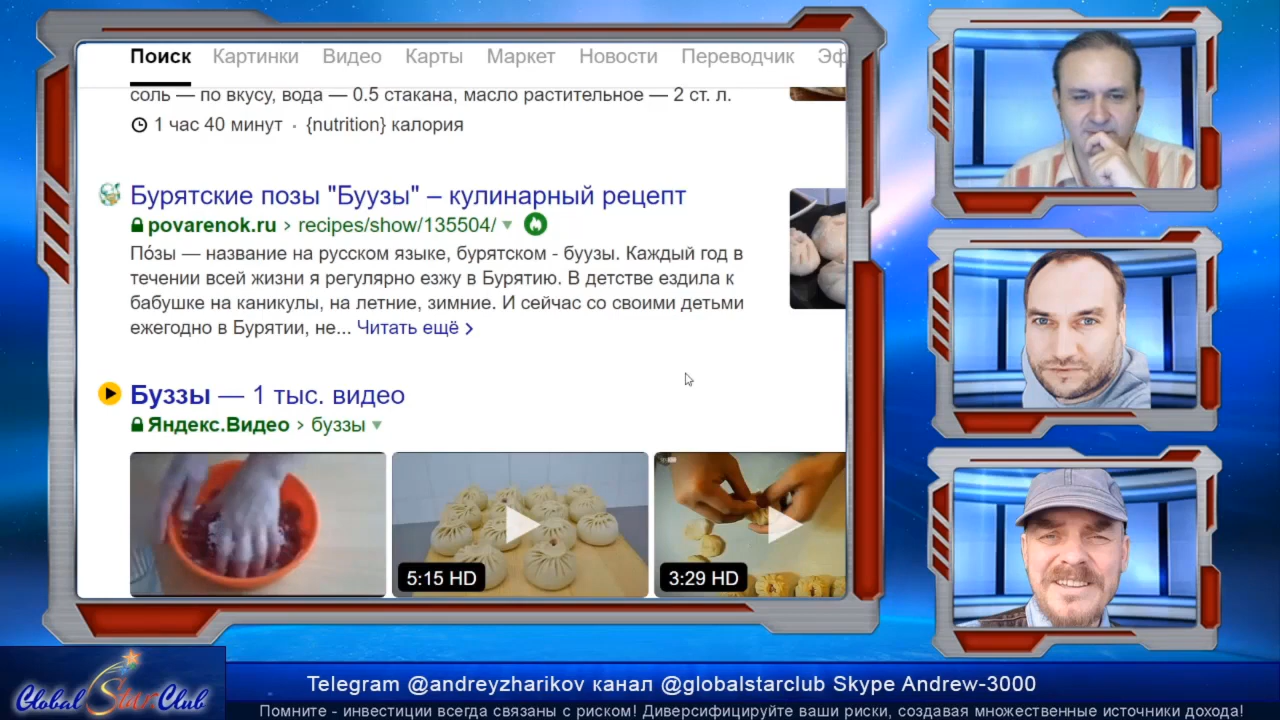 Поиск Картинки Видео Карты Маркет Новости Переводчик Эф
соль — по вкусу, вода — 0.5 стакана, масло растительное — 2 ст. л.
1 час 40 минут · {nutrition} калория
Бурятские позы "Буузы" – кулинарный рецепт
povarenok.ru › recipes/show/135504/
По́зы — название на русском языке, бурятском - буузы. Каждый год в
течении всей жизни я регулярно езжу в Бурятию. В детстве ездила к
бабушке на каникулы, на летние, зимние. И сейчас со своими детьми
ежегодно в Бурятии, не... Читать ещё ›
Буззы — 1 тыс. видео
Яндекс.Видео › буззы
5:15 HD
3:29 HD
Global Star Club
Telegram @andreyzharikov канал @globalstarclub Skype Andrew-3000
Помните - инвестиции всегда связаны с риском! Диверсифицируйте ваши риски, создавая множественные источники дохода!